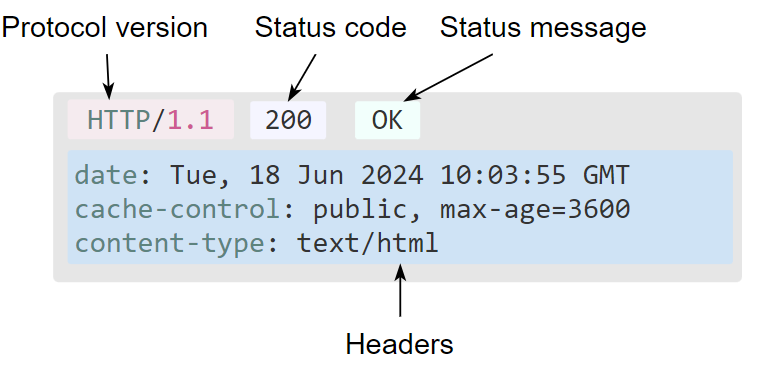 Protocol version Status code Status message
HTTP/1.1 200 OK
date: Tue, 18 Jun 2024 10:03:55 GMT
cache-control: public, max-age=3600
content-type: text/html
Headers